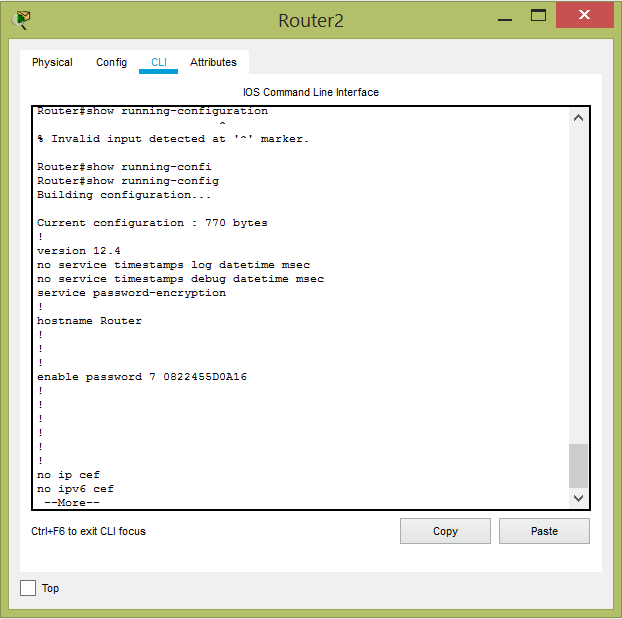 Router2
Physical Config CLI Attributes
IOS Command Line Interface
Router#show running-configuration
^
% Invalid input detected at '^' marker.
Router#show running-confi
Router#show running-config
Building configuration...
Current configuration : 770 bytes
!
version 12.4
no service timestamps log datetime msec
no service timestamps debug datetime msec
service password-encryption
!
hostname Router
!
!
!
enable password 7 0822455D0A16
!
!
!
!
!
!
no ip cef
no ipv6 cef
--More--
Ctrl+F6 to exit CLI focus
Copy Paste
Top